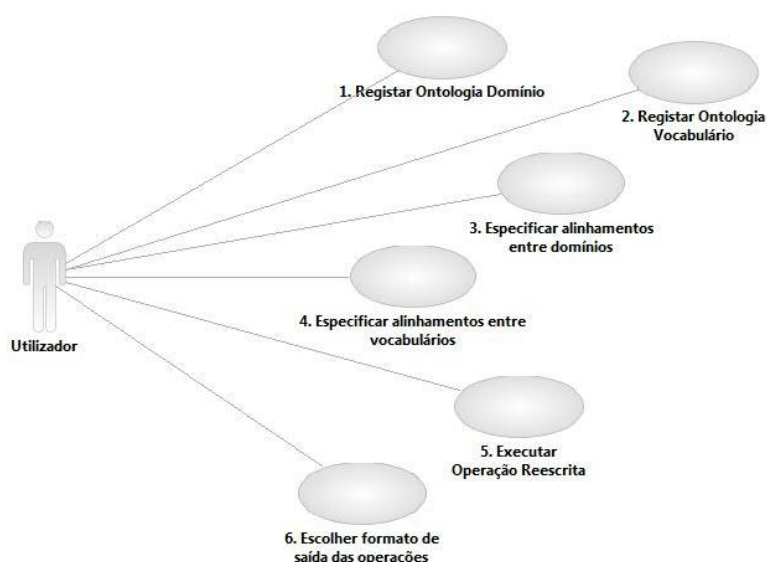 1. Registar Ontologia Domínio
2. Registar Ontologia
Vocabulário
3. Especificar alinhamentos
entre domínios
4. Especificar alinhamentos entre
vocabulários
Utilizador
5. Executar
Operação Reescrita
6. Escolher formato de
saída das operações